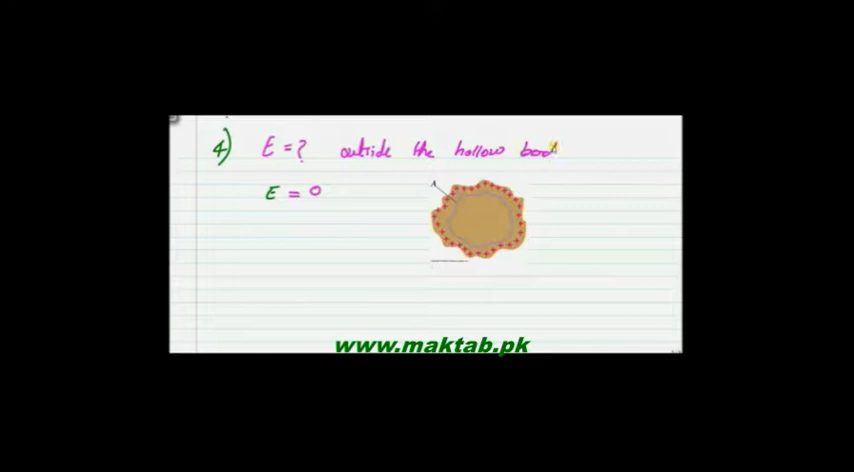 4) E = ? outside the hollow bod
E = 0
A
www.maktab.pk